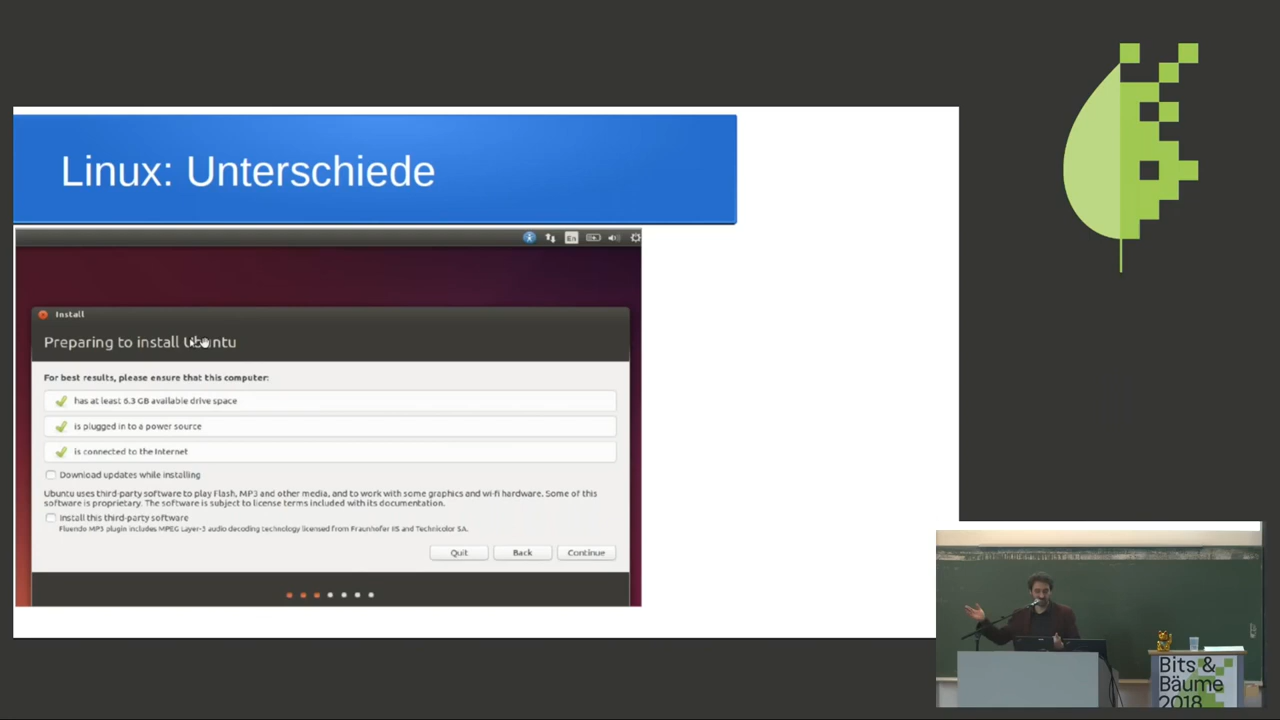 Linux: Unterschiede
En
Install
Preparing to install Ubuntu
For best results, please ensure that this computer:
has at least 6.3 GB available drive space
is plugged in to a power source
is connected to the Internet
Download updates while installing
Ubuntu uses third-party software to play Flash, MP3 and other media, and to work with some graphics and wi-fi hardware. Some of this
software is proprietary. The software is subject to license terms included with its documentation.
Install this third-party software
Fluendo MP3 plugin includes MPEG Layer-3 audio decoding technology licensed from Fraunhofer IIS and Technicolor SA.
Quit
Back
Continue
Bits &
Bäume
2018